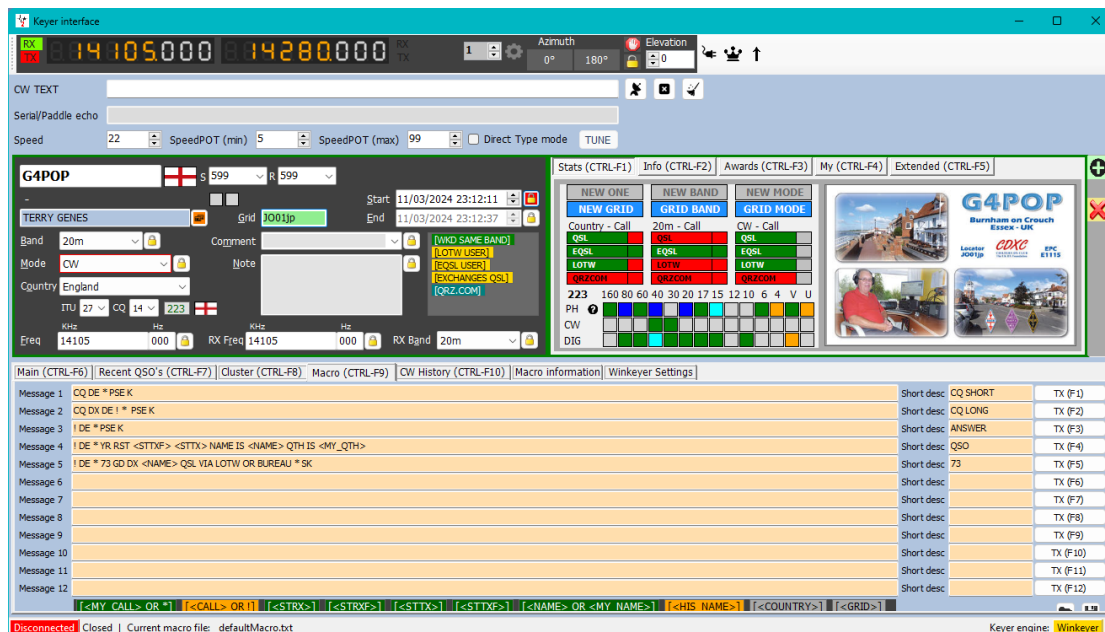 Keyer interface
RX TX 14105.000 14280.000 RX TX 1 Azimuth 0° 180° Elevation 0
CW TEXT
Serial/Paddle echo
Speed 22 SpeedPOT (min) 5 SpeedPOT (max) 99 Direct Type mode TUNE
G4POP S 599 R 599
-
Start 11/03/2024 23:12:11
TERRY GENES Grid JO01jp End 11/03/2024 23:12:37
Band 20m Comment
Mode CW Note
Country England
ITU 27 CQ 14 223
[WKD SAME BAND]
[LOTW USER]
[EQSL USER]
[EXCHANGES QSL]
[QRZ.COM]
KHz Hz KHz Hz
Freq 14105 000 RX Freq 14105 000 RX Band 20m
Stats (CTRL-F1) Info (CTRL-F2) Awards (CTRL-F3) My (CTRL-F4) Extended (CTRL-F5)
NEW ONE NEW BAND NEW MODE
NEW GRID GRID BAND GRID MODE
Country - Call 20m - Call CW - Call
QSL QSL QSL
EQSL EQSL EQSL
LOTW LOTW LOTW
QRZCOM QRZCOM QRZCOM
223 160 80 60 40 30 20 17 15 12 10 6 4 V U
PH ?
CW
DIG
G4POP
Burnham on Crouch
Essex - UK
Locator JO01jp CDXC EPC E1115
Main (CTRL-F6) Recent QSO's (CTRL-F7) Cluster (CTRL-F8) Macro (CTRL-F9) CW History (CTRL-F10) Macro information Winkeyer Settings
Message 1 CQ DE * PSE K Short desc CQ SHORT TX (F1)
Message 2 CQ DX DE ! * PSE K Short desc CQ LONG TX (F2)
Message 3 ! DE * PSE K Short desc ANSWER TX (F3)
Message 4 ! DE * YR RST <STTXF> <STTX> NAME IS <NAME> QTH IS <MY_QTH> Short desc QSO TX (F4)
Message 5 ! DE * 73 GD DX <NAME> QSL VIA LOTW OR BUREAU * SK Short desc 73 TX (F5)
Message 6 Short desc TX (F6)
Message 7 Short desc TX (F7)
Message 8 Short desc TX (F8)
Message 9 Short desc TX (F9)
Message 10 Short desc TX (F10)
Message 11 Short desc TX (F11)
Message 12 Short desc TX (F12)
[<MY_CALL> OR *] [<CALL> OR !] [<STRX>] [<STRXF>] [<STTX>] [<STTXF>] [<NAME> OR <MY_NAME>] [<HIS_NAME>] [<COUNTRY>] [<GRID>]
Disconnected Closed | Current macro file: defaultMacro.txt Keyer engine: Winkeyer